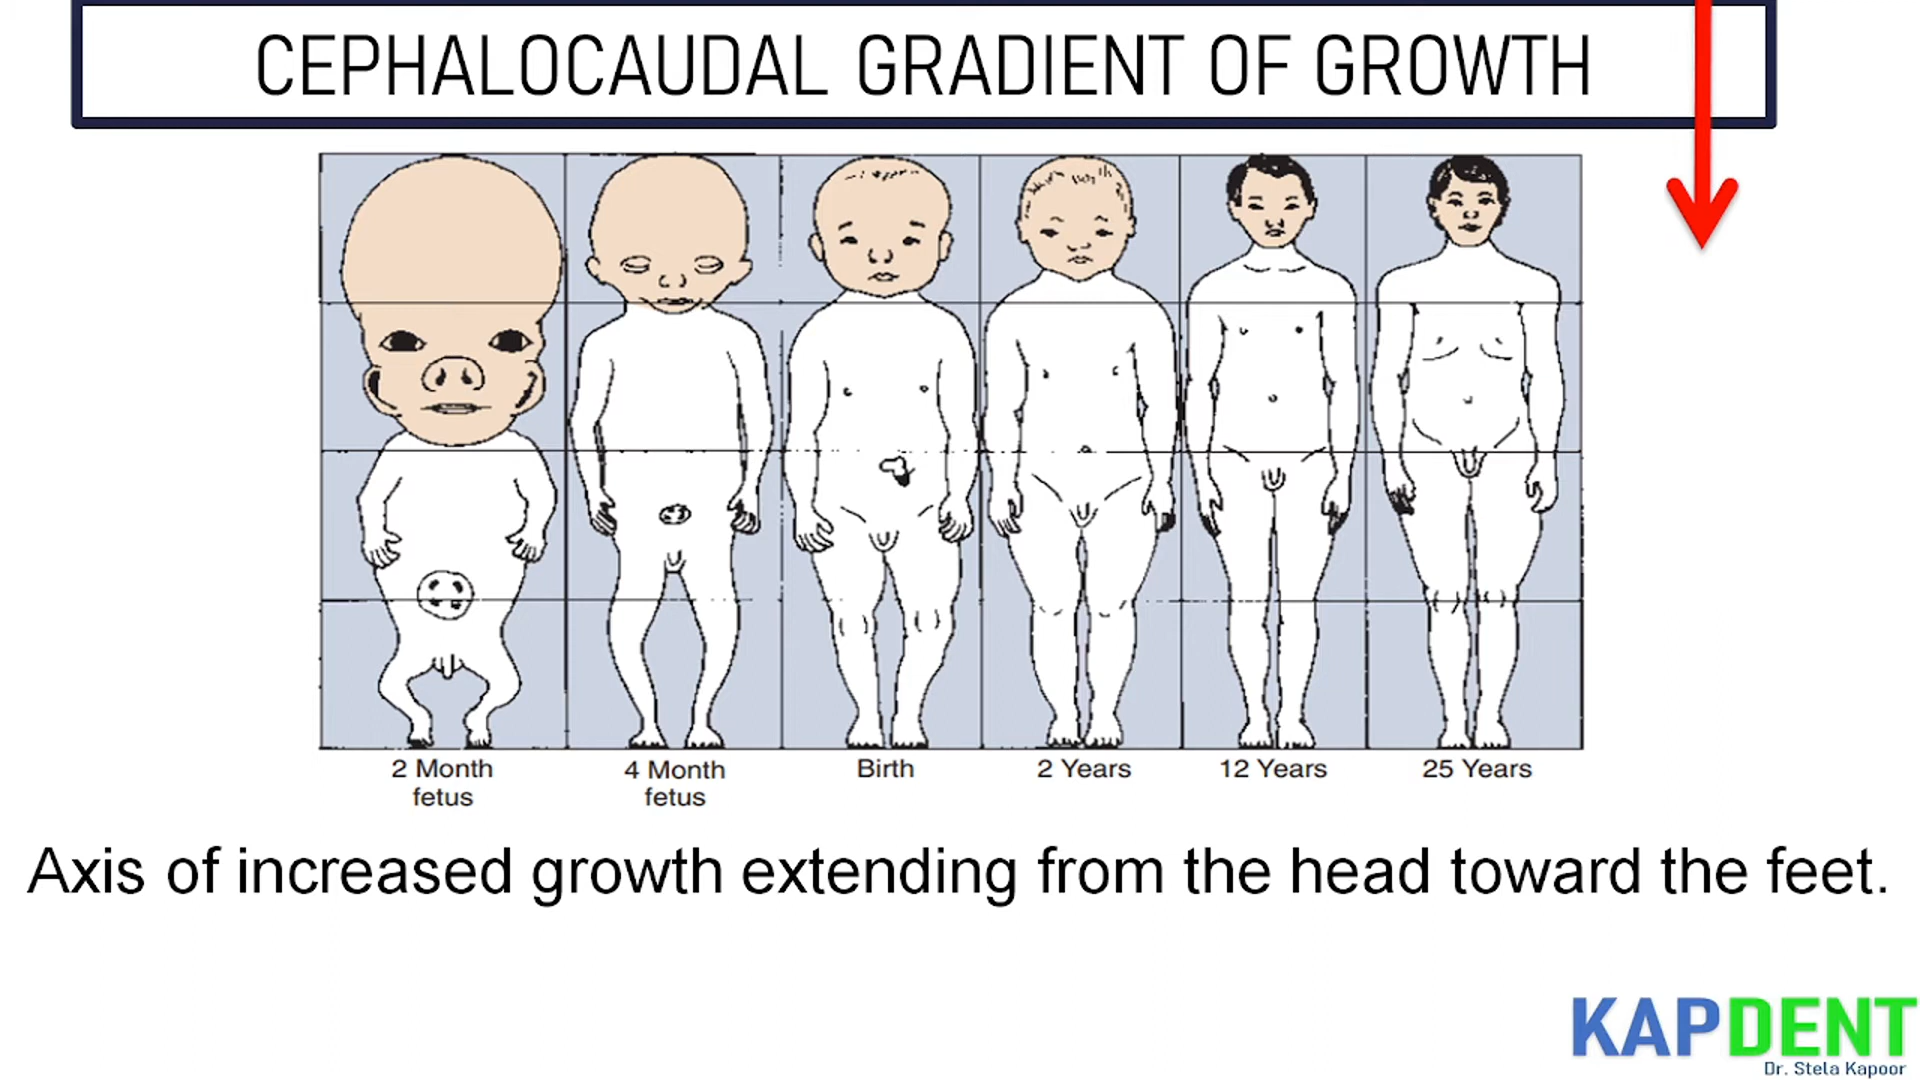 CEPHALOCAUDAL GRADIENT OF GROWTH
2 Month
fetus
4 Month
fetus
Birth
2 Years
12 Years
25 Years
Axis of increased growth extending from the head toward the feet.
KAPDENT
Dr. Stela Kapoor